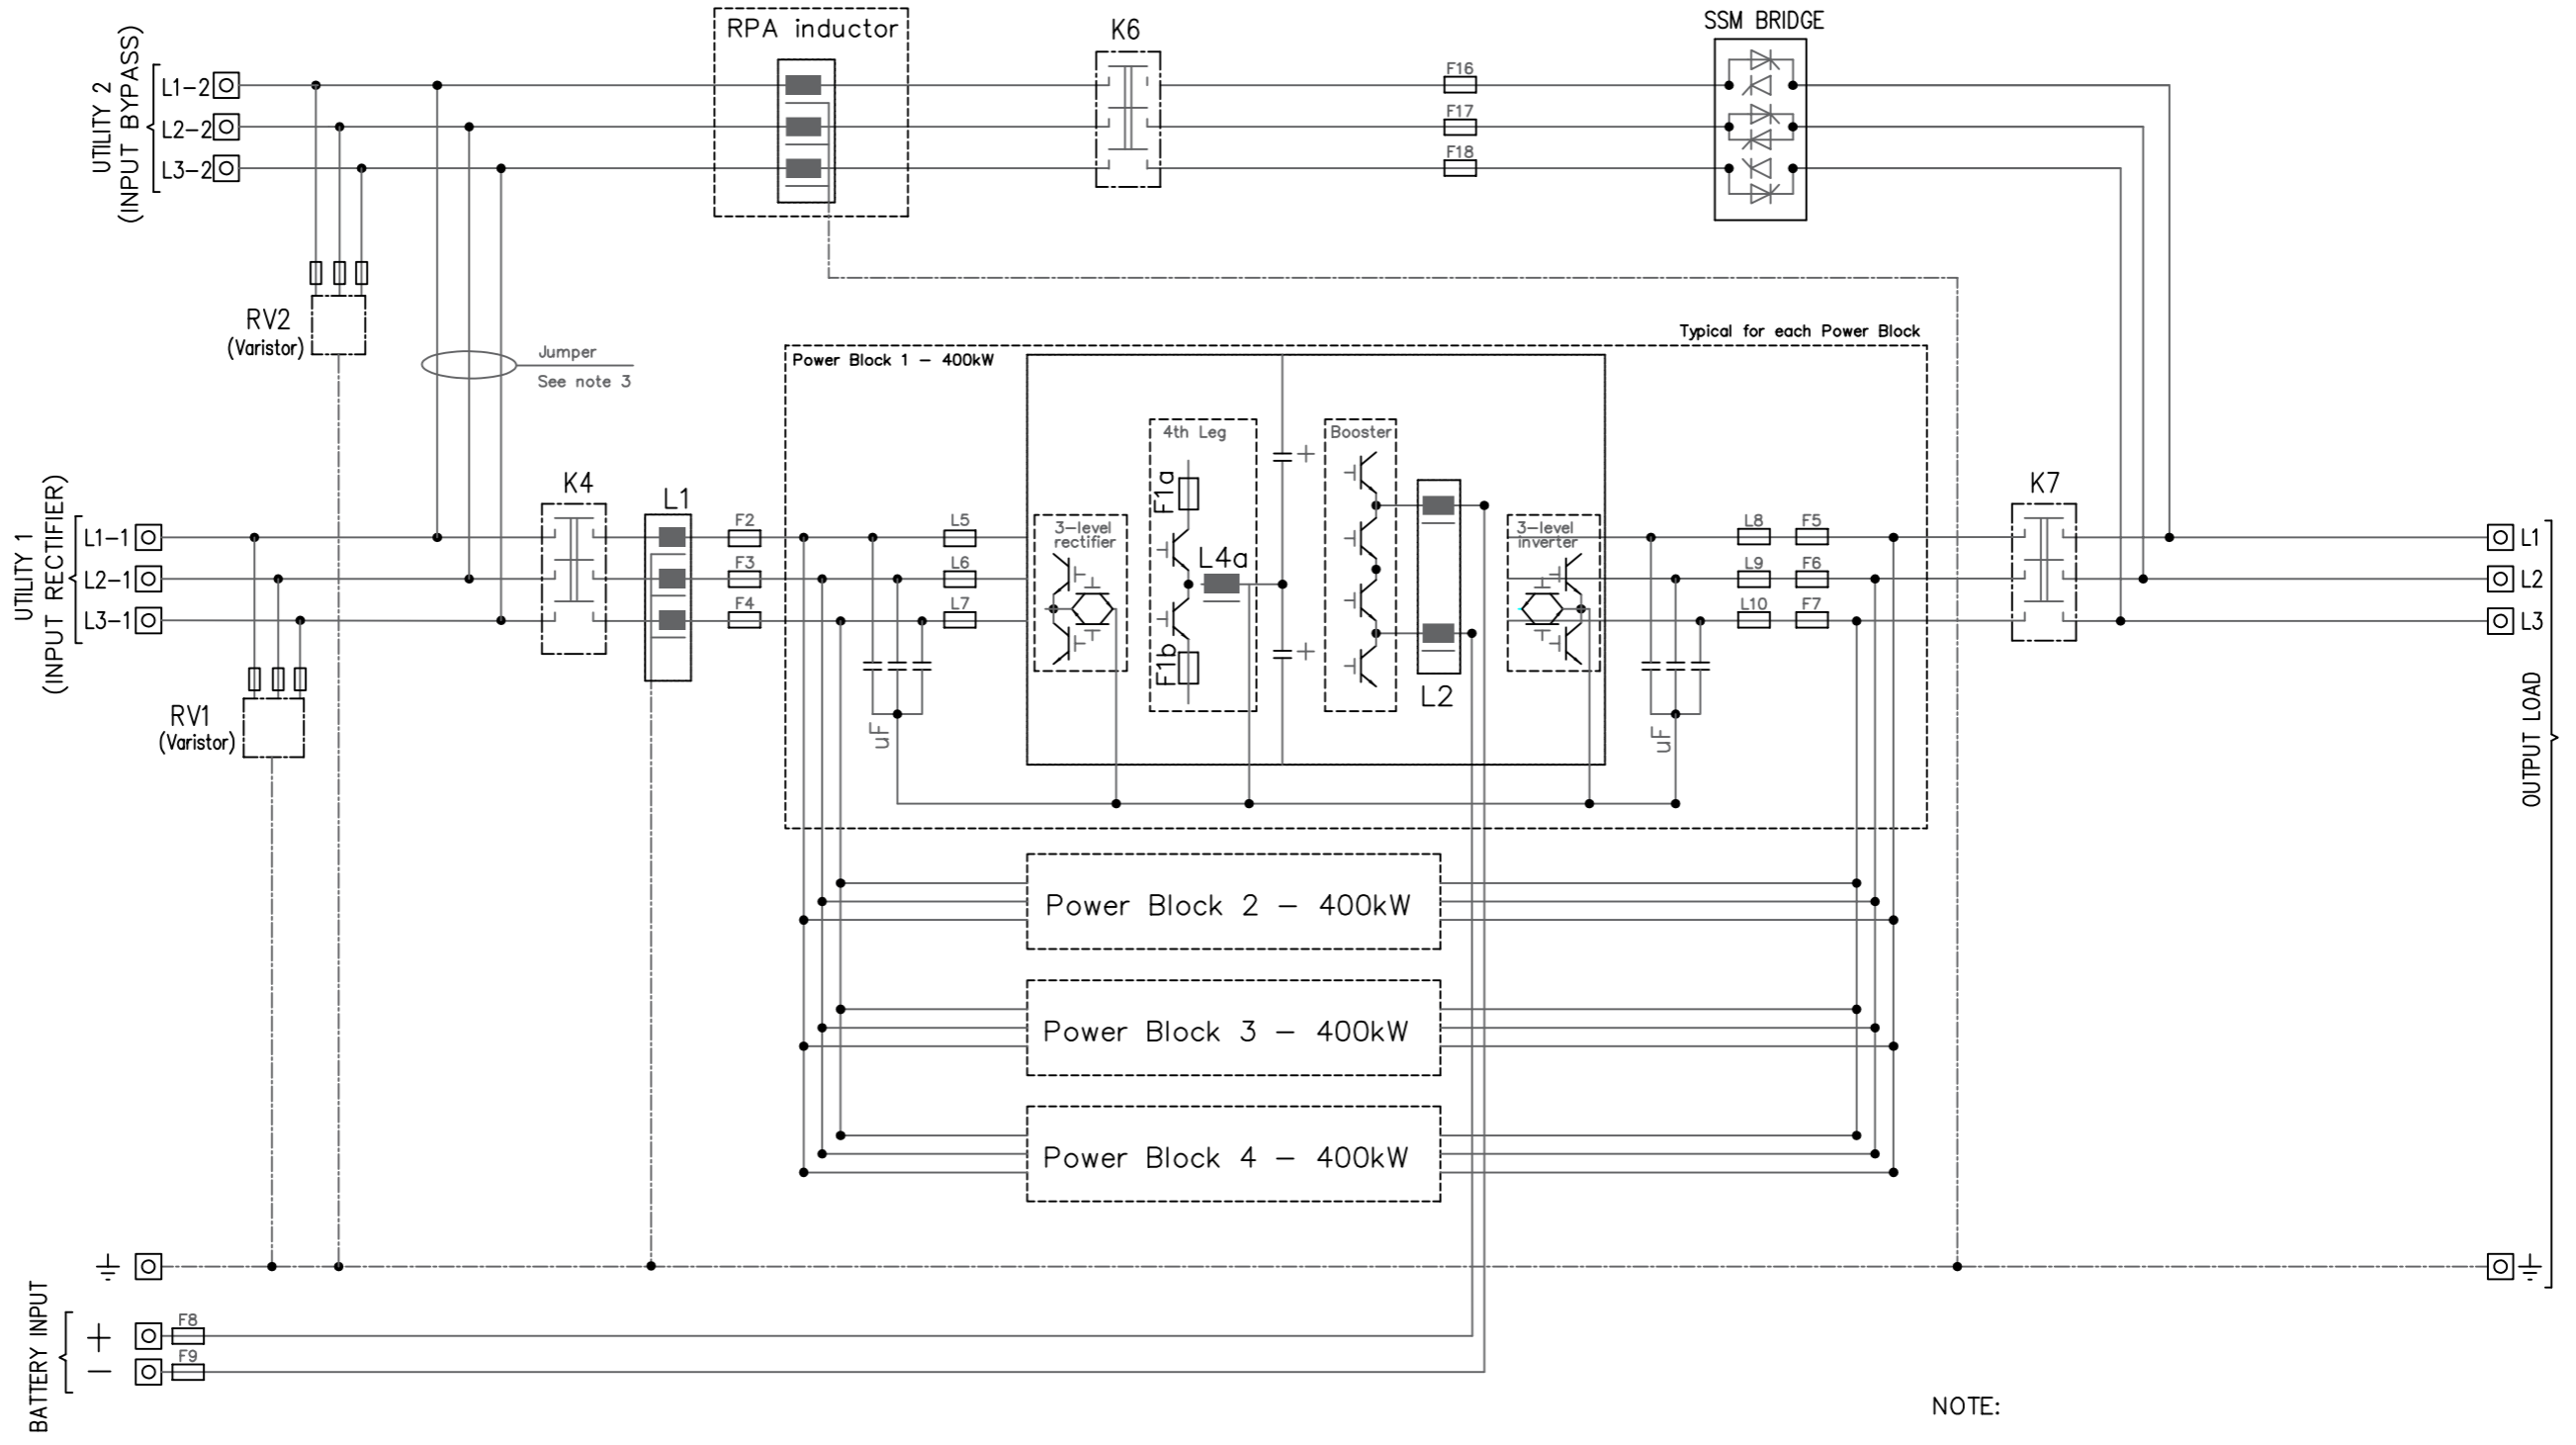 RPA inductor
K6
SSM BRIDGE
UTILITY 2
(INPUT BYPASS)
L1-2
L2-2
L3-2
F16
F17
F18
RV2
(Varistor)
Jumper
See note 3
Typical for each Power Block
Power Block 1 - 400kW
UTILITY 1
(INPUT RECTIFIER)
L1-1
L2-1
L3-1
RV1
(Varistor)
K4
L1
F2
F3
F4
L5
L6
L7
uF
3-level
rectifier
4th Leg
F1a
L4a
F1b
+
+
Booster
L2
3-level
inverter
uF
L8
L9
L10
F5
F6
F7
K7
L1
L2
L3
OUTPUT LOAD
Power Block 2 - 400kW
Power Block 3 - 400kW
Power Block 4 - 400kW
BATTERY INPUT
+
-
F8
F9
NOTE: